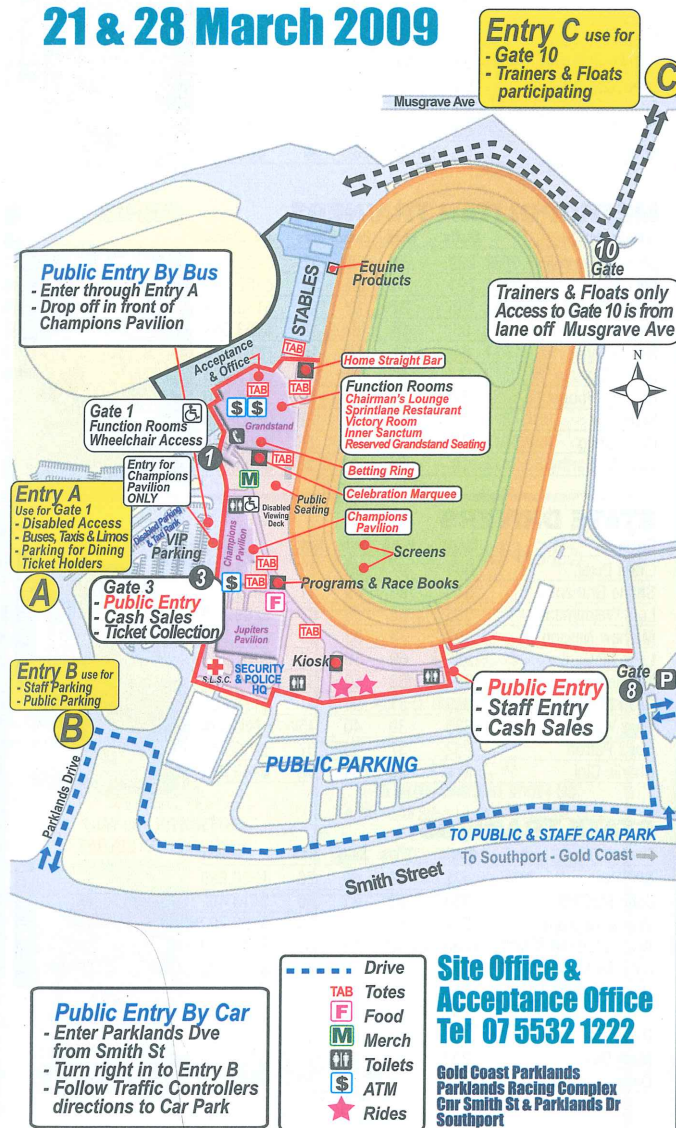 21 & 28 March 2009
Entry C use for
- Gate 10
- Trainers & Floats
participating
C
Musgrave Ave
10
Gate
Trainers & Floats only
Access to Gate 10 is from
lane off Musgrave Ave
N
Public Entry By Bus
- Enter through Entry A
- Drop off in front of
Champions Pavilion
Equine
Products
STABLES
TAB
Acceptance
& Office
Home Straight Bar
TAB
TAB
$ $
Grandstand
Function Rooms
Chairman's Lounge
Sprintlane Restaurant
Victory Room
Inner Sanctum
Reserved Grandstand Seating
Gate 1
Function Rooms
Wheelchair Access
1
Betting Ring
TAB
M
Celebration Marquee
Entry for
Champions
Pavilion
ONLY
Disabled
Viewing
Deck
Public
Seating
Champions
Pavilion
Champions
Pavilion
Screens
Entry A
Use for Gate 1
- Disabled Access
- Buses, Taxis & Limos
- Parking for Dining
Ticket Holders
A
Disabled Parking
& Taxi Rank
VIP
Parking
3
Gate 3
- Public Entry
- Cash Sales
- Ticket Collection
$
TAB
Programs & Race Books
F
TAB
Jupiters
Pavilion
Kiosk
S.L.S.C.
SECURITY
& POLICE
HQ
- Public Entry
- Staff Entry
- Cash Sales
Gate
8
P
Entry B use for
- Staff Parking
- Public Parking
B
Parklands Drive
PUBLIC PARKING
TO PUBLIC & STAFF CAR PARK
To Southport - Gold Coast
Smith Street
Public Entry By Car
- Enter Parklands Dve
from Smith St
- Turn right in to Entry B
- Follow Traffic Controllers
directions to Car Park
Drive
TAB Totes
F Food
M Merch
Toilets
$ ATM
Rides
Site Office &
Acceptance Office
Tel 07 5532 1222
Gold Coast Parklands
Parklands Racing Complex
Cnr Smith St & Parklands Dr
Southport